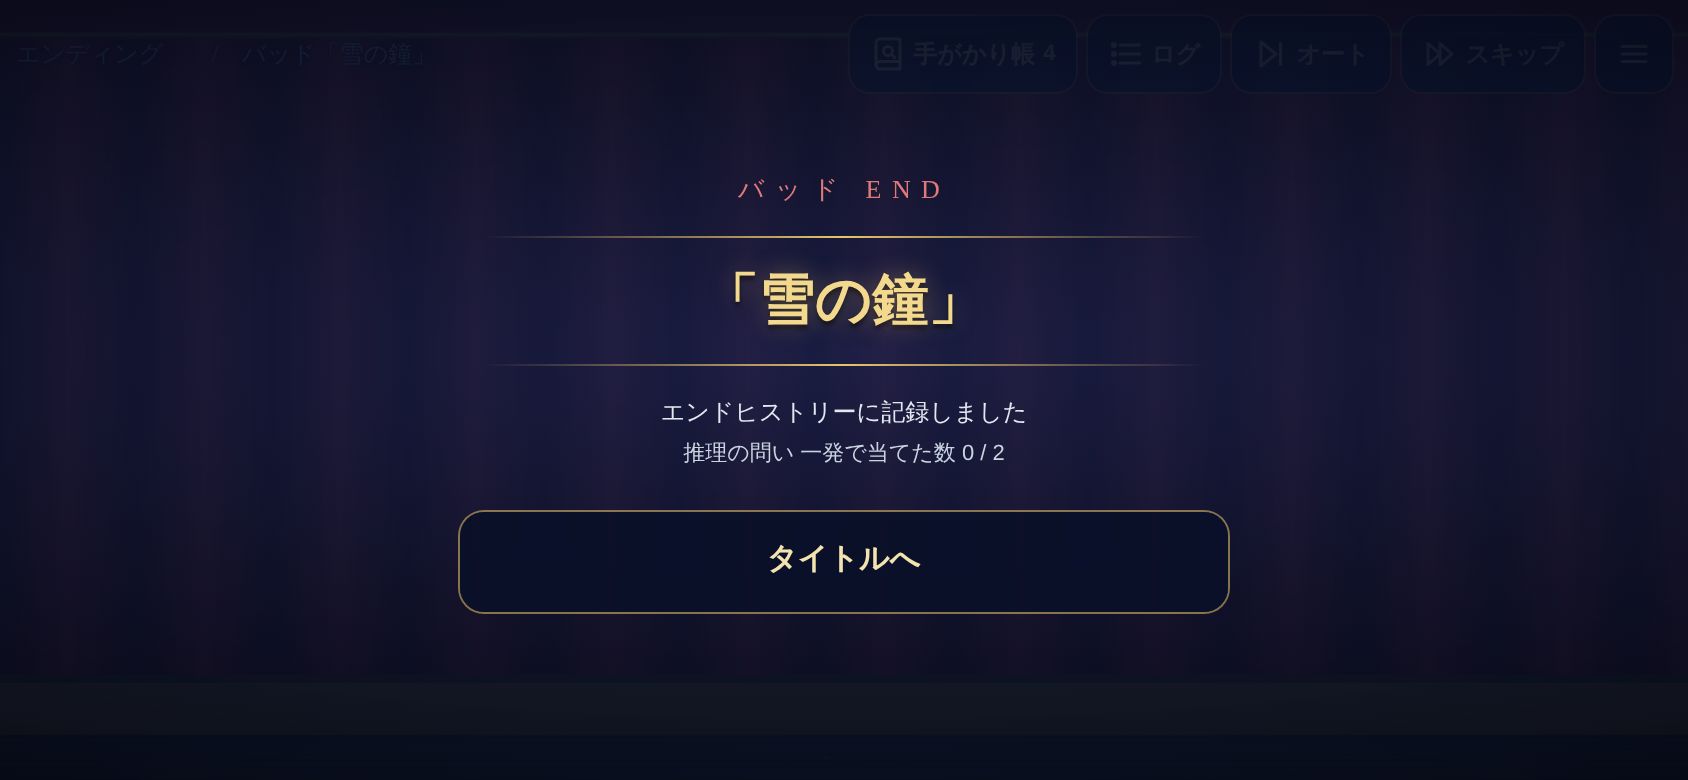 エンディング / バッド「雪の鐘」
手がかり帳 4 ログ オート スキップ
バッド END
「雪の鐘」
エンドヒストリーに記録しました
推理の問い 一発で当てた数 0 / 2
タイトルへ